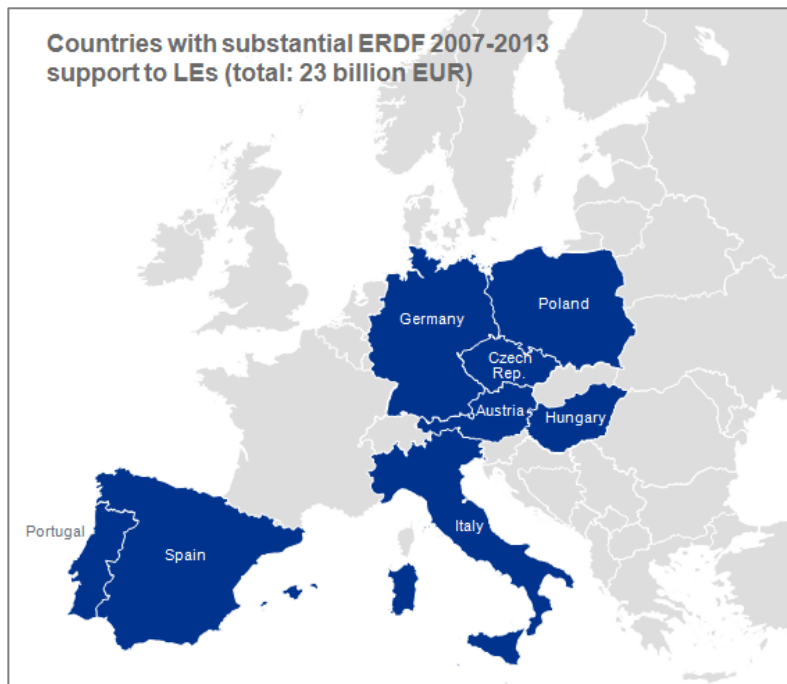 Countries with substantial ERDF 2007-2013
support to LEs (total: 23 billion EUR)
Poland
Germany
Czech
Rep.
Austria
Hungary
Italy
Portugal
Spain